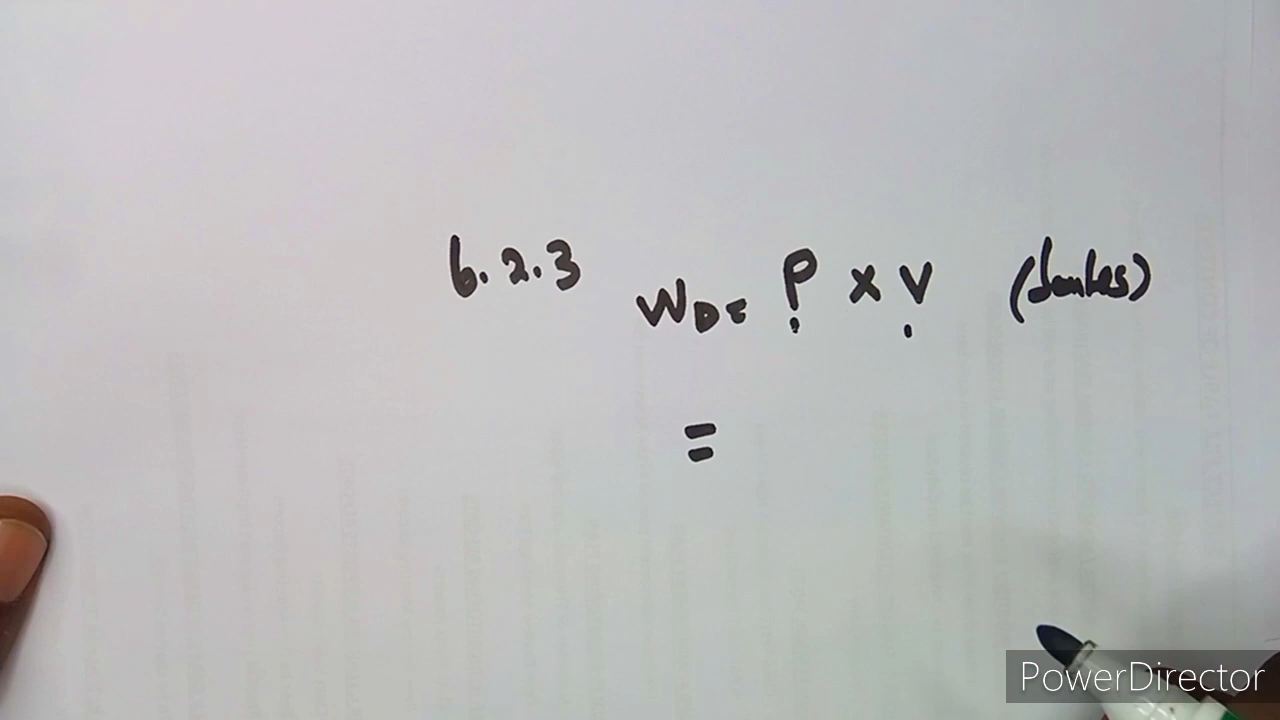 6.2.3 WD= P x V (Joules)
=
PowerDirector